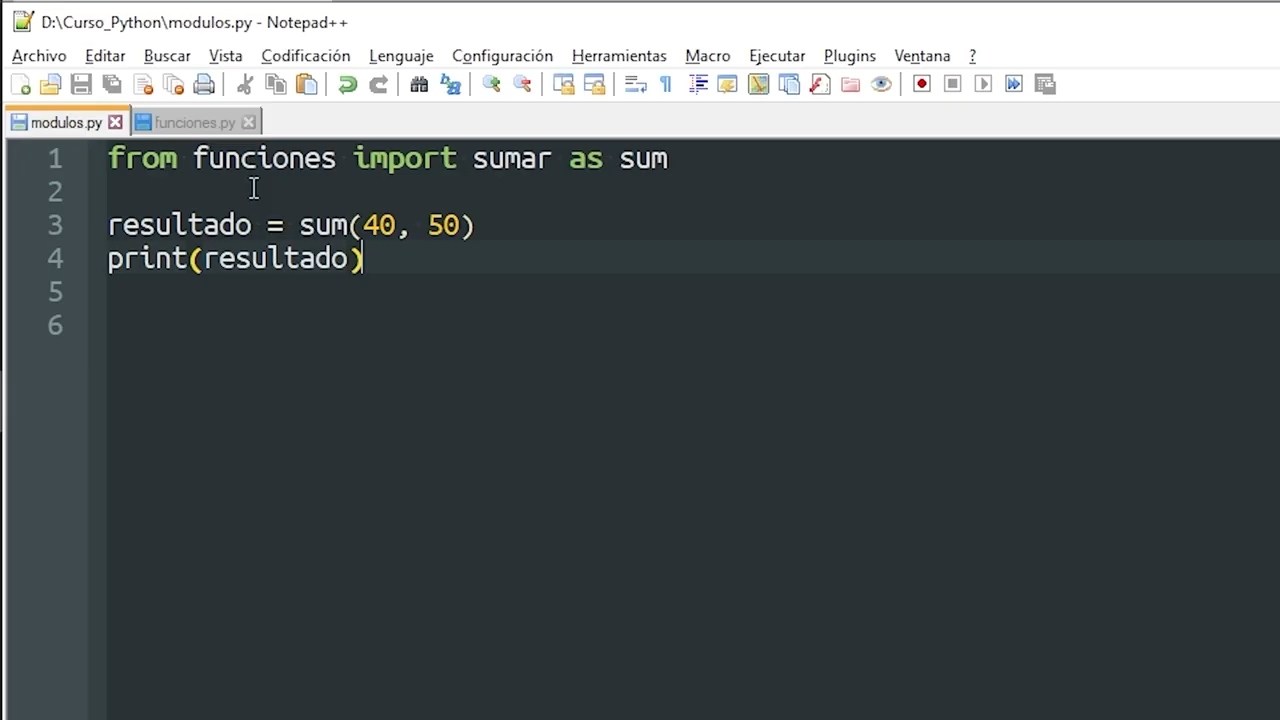 D:\Curso_Python\modulos.py - Notepad++
Archivo Editar Buscar Vista Codificación Lenguaje Configuración Herramientas Macro Ejecutar Plugins Ventana ?
modulos.py funciones.py
1 from funciones import sumar as sum
2
3 resultado = sum(40, 50)
4 print(resultado)
5
6